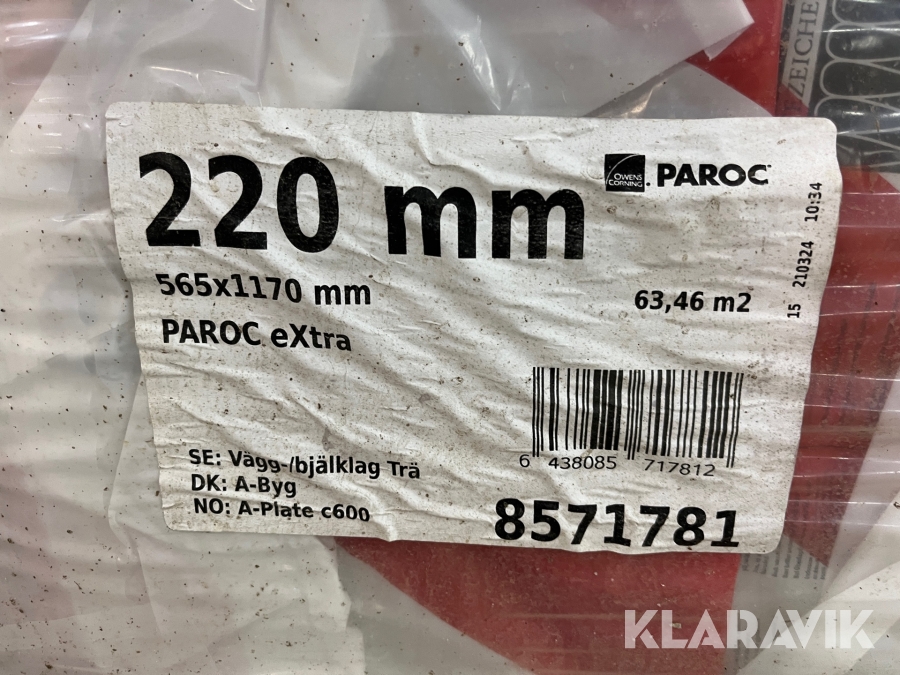 ZEICHE
220 mm
OWENS
CORNING
PAROC
565x1170 mm
63,46 m2
PAROC eXtra
15 210324 10:34
SE: Vägg-/bjälklag Trä
DK: A-Byg
NO: A-Plate c600
6 438085 717812
8571781
KLARAVIK